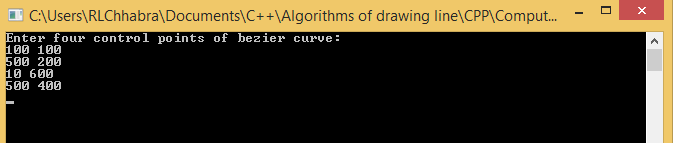 C:\Users\RLChhabra\Documents\C++\Algorithms of drawing line\CPP\Comput...
Enter four control points of bezier curve:
100 100
500 200
10 600
500 400